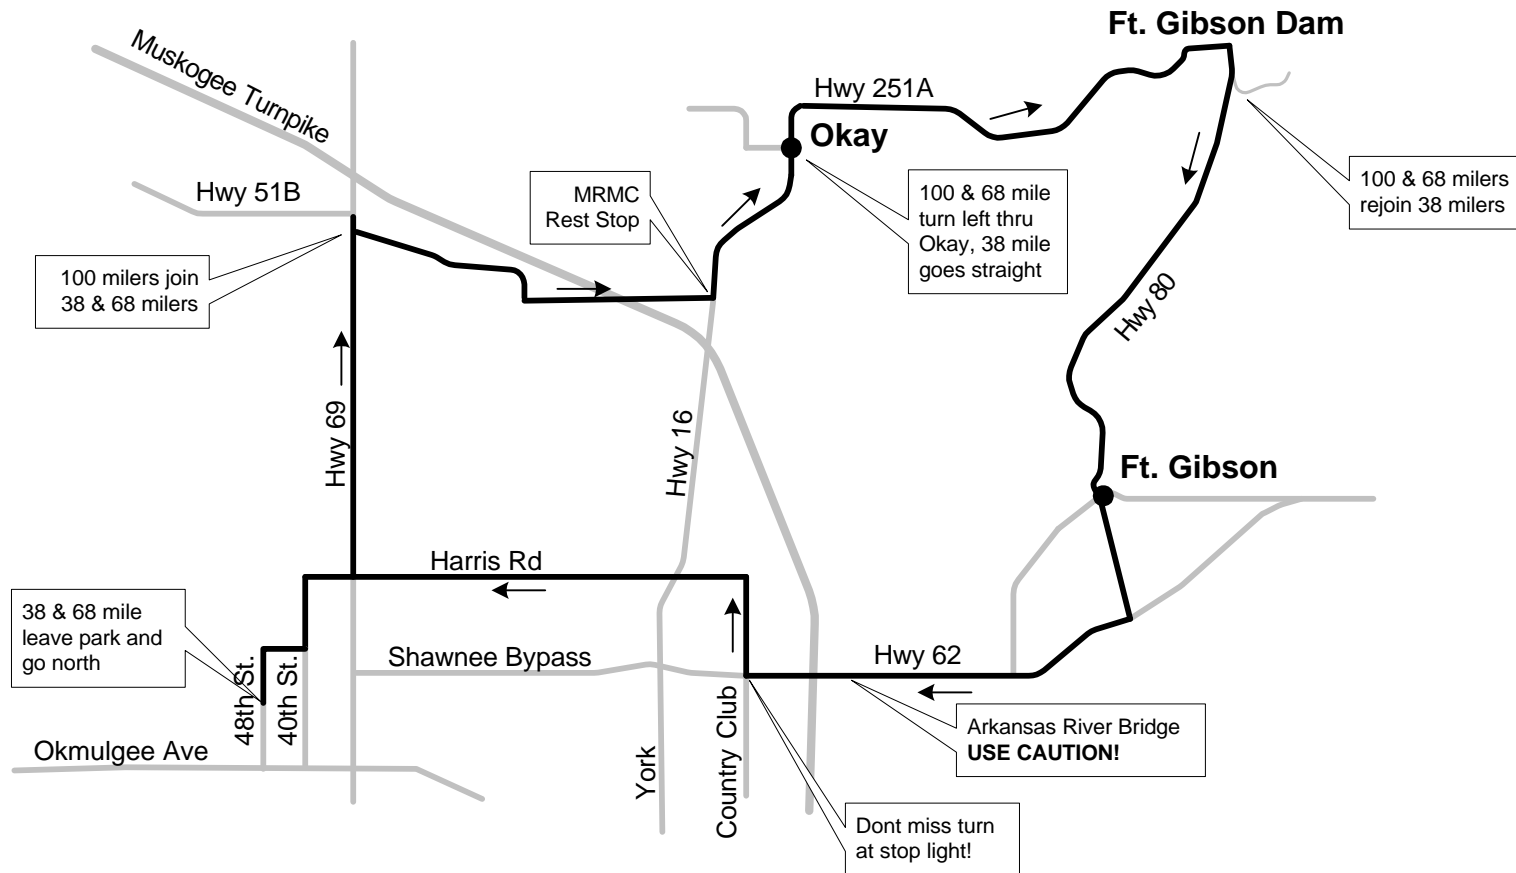 Ft. Gibson Dam
Muskogee Turnpike
Hwy 251A
Okay
Hwy 51B
MRMC
Rest Stop
100 & 68 mile
turn left thru
Okay, 38 mile
goes straight
100 & 68 milers
rejoin 38 milers
100 milers join
38 & 68 milers
Hwy 80
Hwy 69
Hwy 16
Ft. Gibson
Harris Rd
38 & 68 mile
leave park and
go north
Shawnee Bypass
Hwy 62
48th St.
40th St.
Okmulgee Ave
York
Country Club
Arkansas River Bridge
USE CAUTION!
Dont miss turn
at stop light!